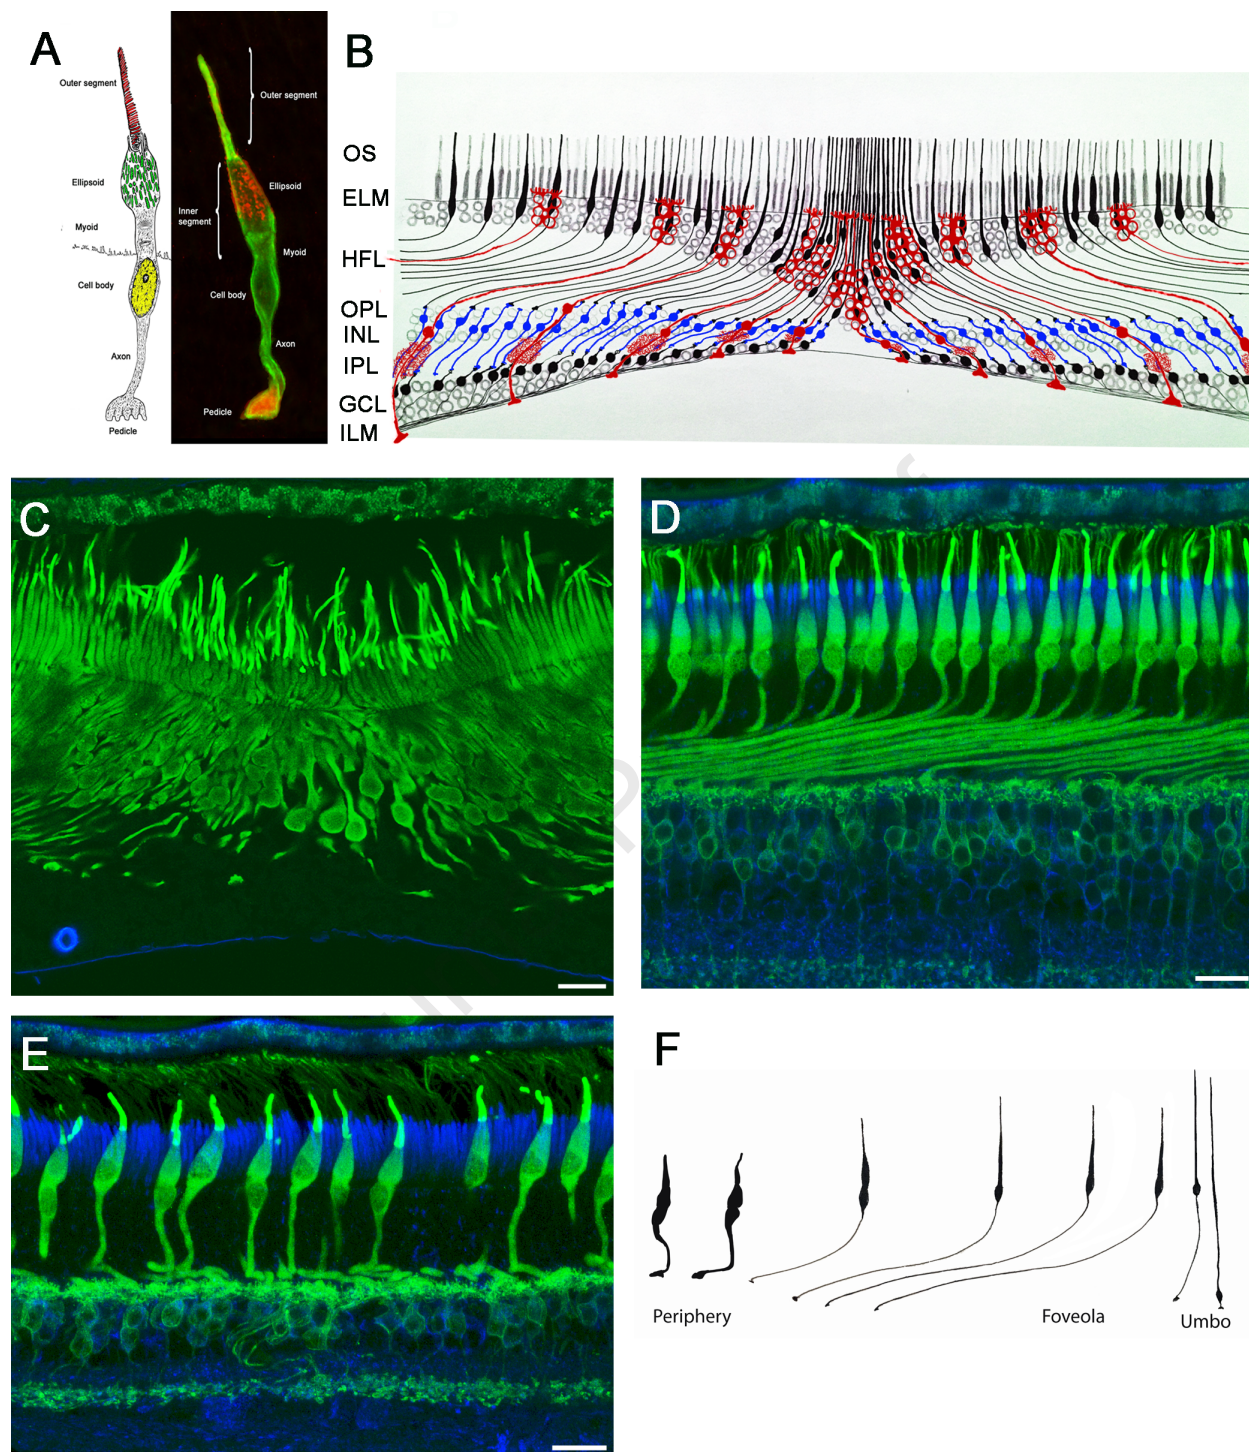 A
Outer segment
Ellipsoid
Myoid
Cell body
Axon
Pedicle
Outer segment
Ellipsoid
Inner
segment
Myoid
Cell body
Axon
Pedicle
B
OS
ELM
HFL
OPL
INL
IPL
GCL
ILM
C
D
E
F
Periphery
Foveola
Umbo